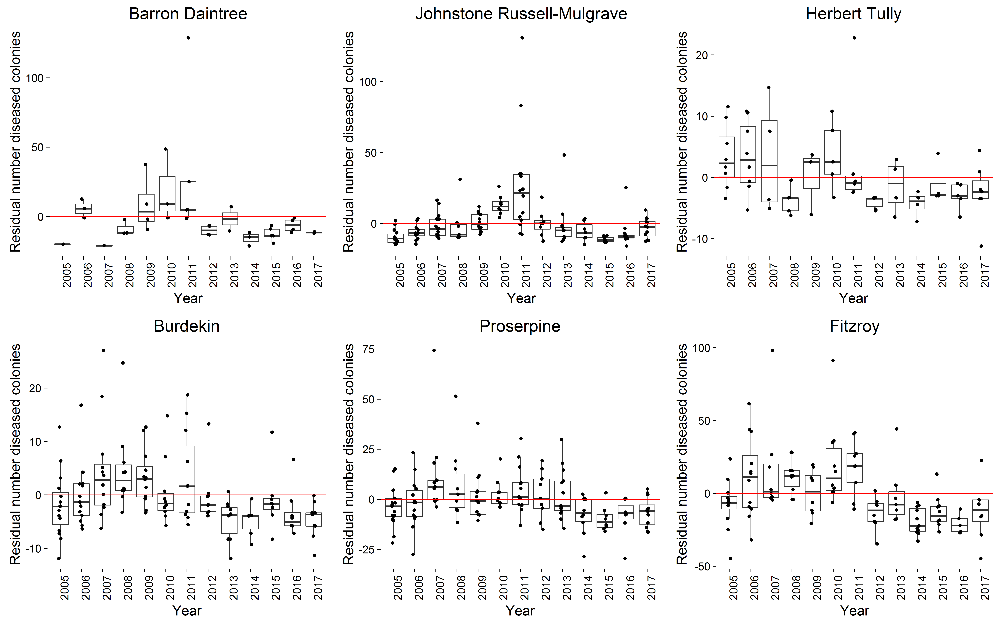 Barron Daintree
Residual number diseased colonies
100
50
0
2005 2006 2007 2008 2009 2010 2011 2012 2013 2014 2015 2016 2017
Year
Johnstone Russell-Mulgrave
Residual number diseased colonies
100
50
0
2005 2006 2007 2008 2009 2010 2011 2012 2013 2014 2015 2016 2017
Year
Herbert Tully
Residual number diseased colonies
20
10
0
-10
2005 2006 2007 2008 2009 2010 2011 2012 2013 2014 2015 2016 2017
Year
Burdekin
Residual number diseased colonies
20
10
0
-10
2005 2006 2007 2008 2009 2010 2011 2012 2013 2014 2015 2016 2017
Year
Proserpine
Residual number diseased colonies
75
50
25
0
-25
2005 2006 2007 2008 2009 2010 2011 2012 2013 2014 2015 2016 2017
Year
Fitzroy
Residual number diseased colonies
100
50
0
-50
2005 2006 2007 2008 2009 2010 2011 2012 2013 2014 2015 2016 2017
Year